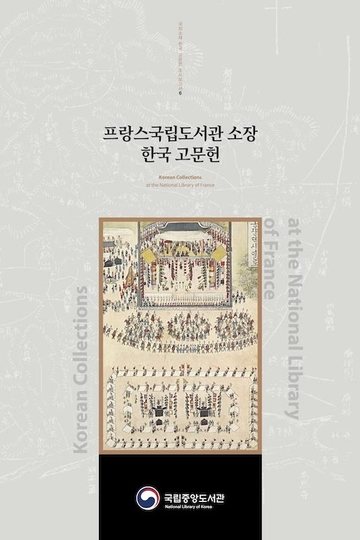 프랑스국립도서관 소장
한국 고문헌
Korean Collections
at the National Library of France
at the National Library
of France
Korean Collections
국립중앙도서관
National Library of Korea